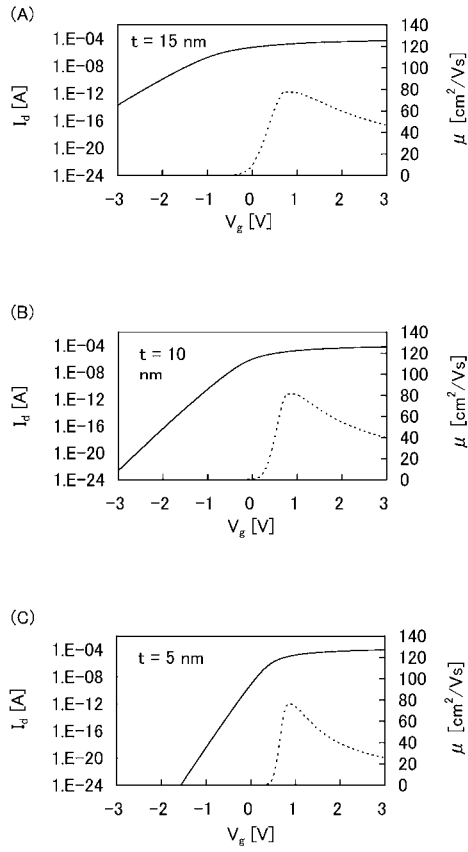 (A)
t = 15 nm
1.E−04
1.E−08
1.E−12
1.E−16
1.E−20
1.E−24
I_d [A]
140
120
100
80
60
40
20
0
μ [cm²/Vs]
−3 −2 −1 0 1 2 3
V_g [V]
(B)
t = 10
nm
1.E−04
1.E−08
1.E−12
1.E−16
1.E−20
1.E−24
I_d [A]
140
120
100
80
60
40
20
0
μ [cm²/Vs]
−3 −2 −1 0 1 2 3
V_g [V]
(C)
t = 5 nm
1.E−04
1.E−08
1.E−12
1.E−16
1.E−20
1.E−24
I_d [A]
140
120
100
80
60
40
20
0
μ [cm²/Vs]
−3 −2 −1 0 1 2 3
V_g [V]